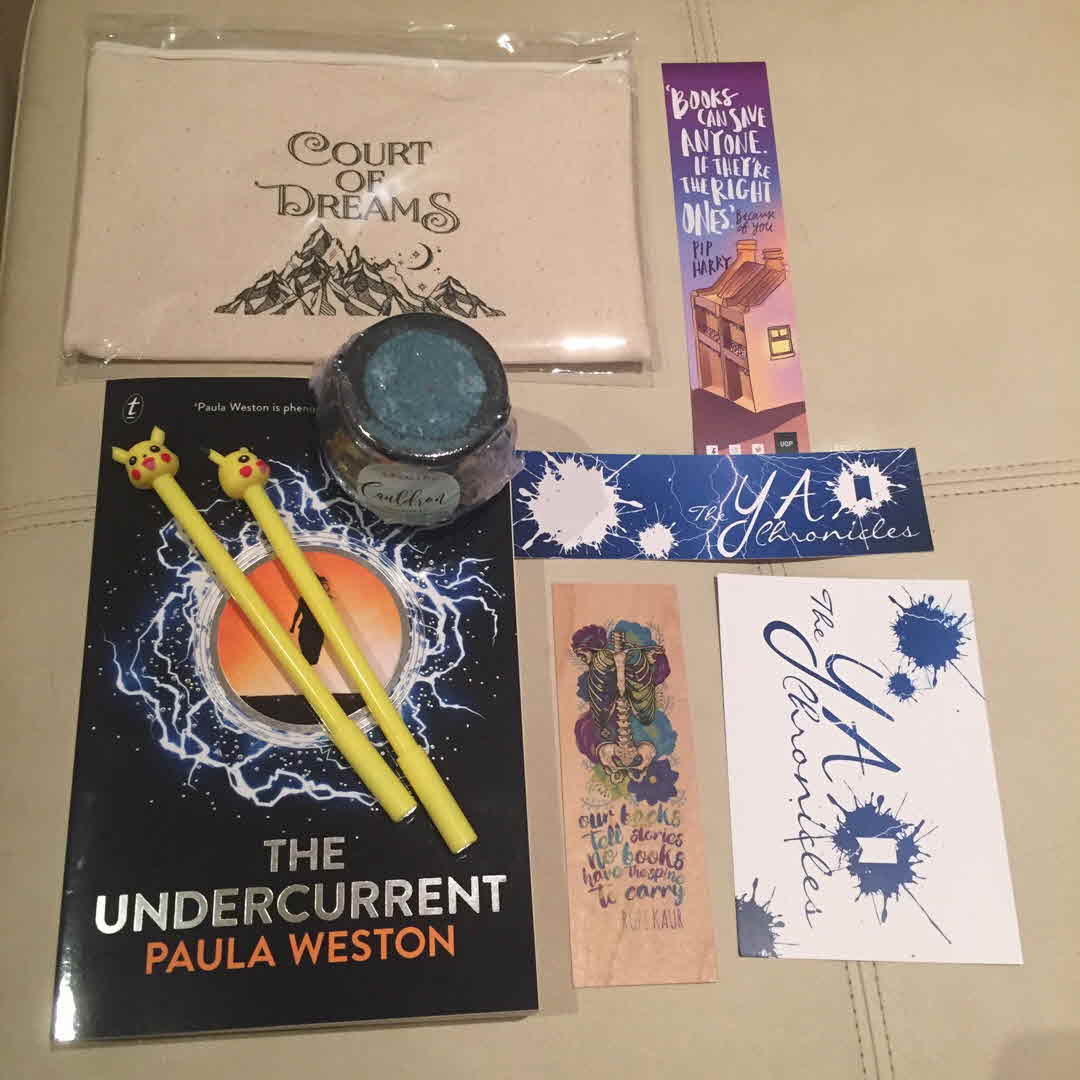 COURT
OF
DREAMS
'BOOKS
CAN SAVE
ANYONE.
IF THEY'RE
THE RIGHT
ONES.'
Because
of you
PIP
HARRY
f
UQP
t
'Paula Weston is pheno
Cauldron
The YA
Chronicles
THE
UNDERCURRENT
PAULA WESTON
our books
tell stories
no books
have the spine
to carry
RUPI KAUR
The YA
Chronicles